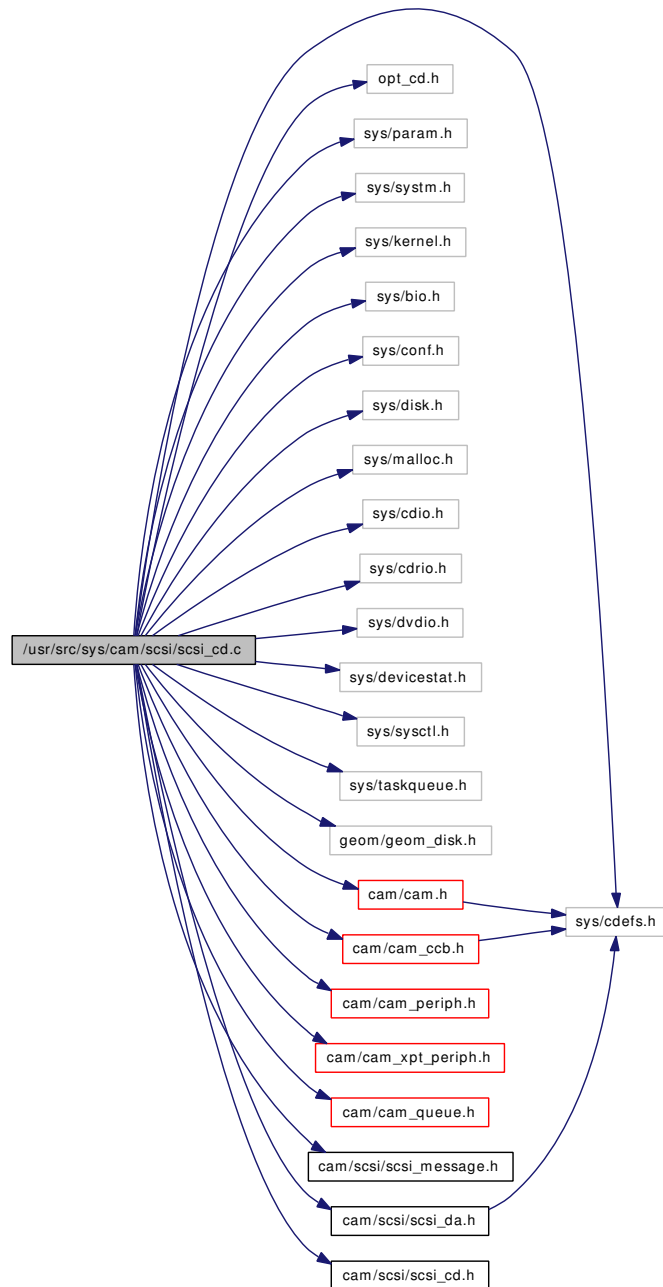 opt_cd.h
sys/param.h
sys/systm.h
sys/kernel.h
sys/bio.h
sys/conf.h
sys/disk.h
sys/malloc.h
sys/cdio.h
sys/cdrio.h
sys/dvdio.h
/usr/src/sys/cam/scsi/scsi_cd.c
sys/devicestat.h
sys/sysctl.h
sys/taskqueue.h
geom/geom_disk.h
cam/cam.h
sys/cdefs.h
cam/cam_ccb.h
cam/cam_periph.h
cam/cam_xpt_periph.h
cam/cam_queue.h
cam/scsi/scsi_message.h
cam/scsi/scsi_da.h
cam/scsi/scsi_cd.h